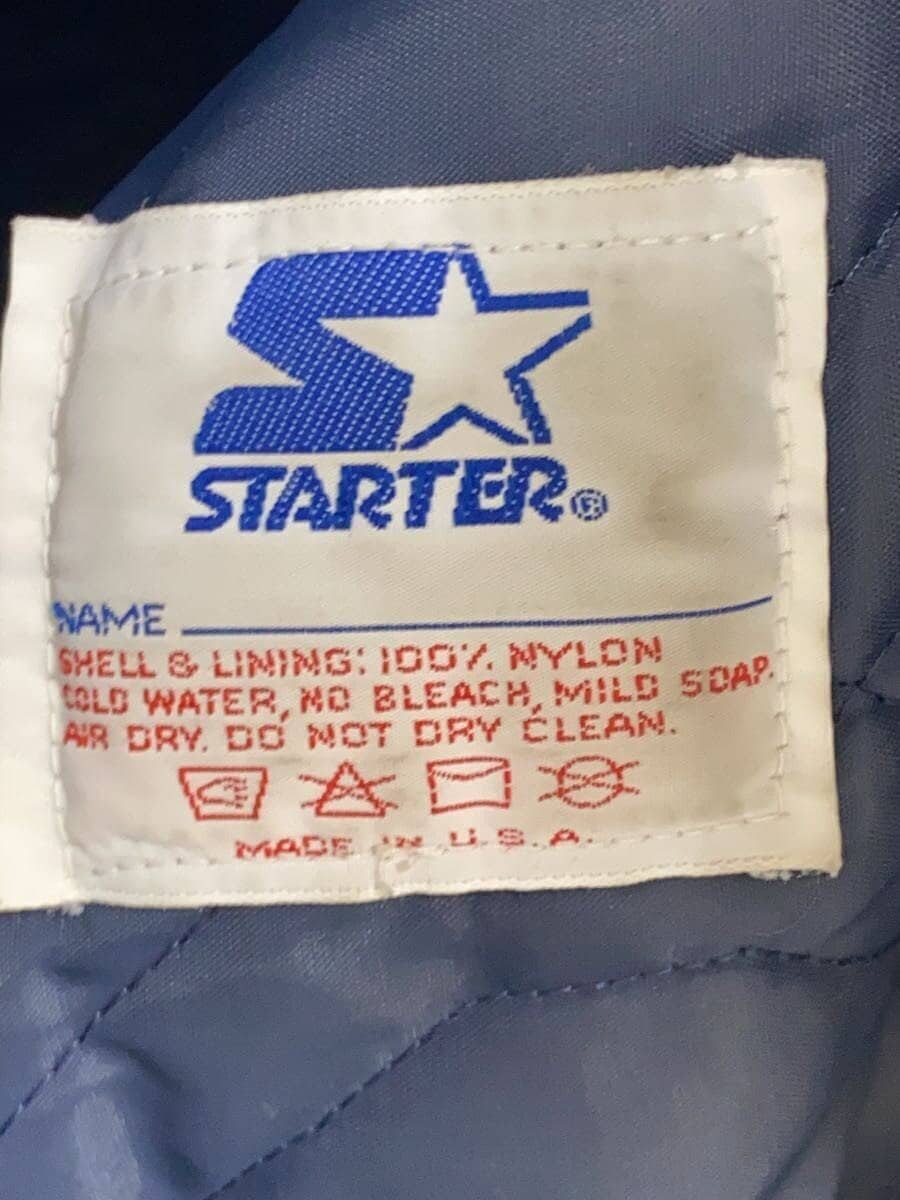 STARTER®
NAME
SHELL & LINING: 100% NYLON
COLD WATER, NO BLEACH, MILD SOAP.
AIR DRY. DO NOT DRY CLEAN.
MADE IN U.S.A.